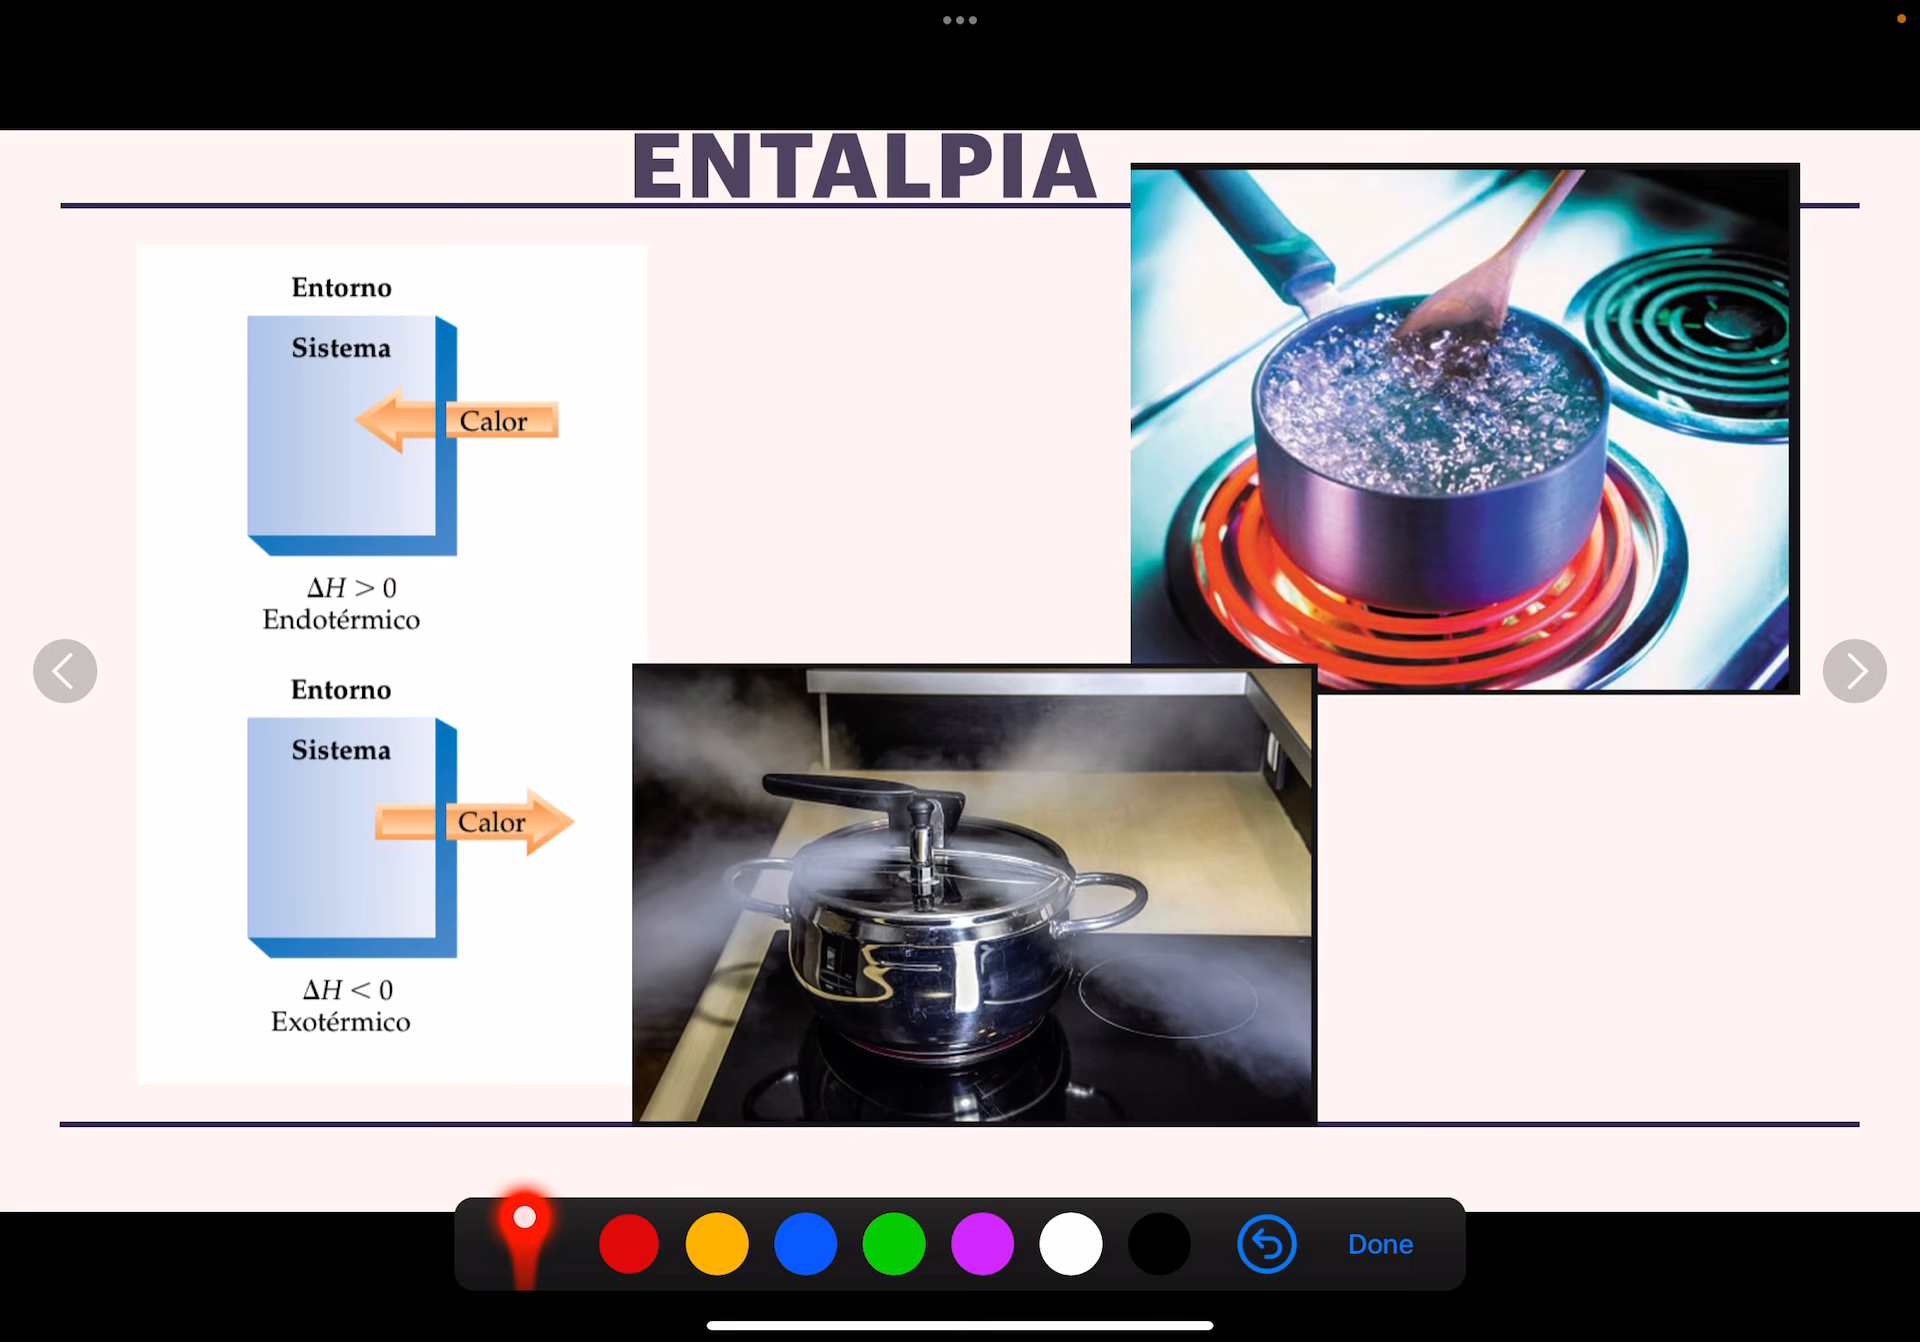 ENTALPIA
Entorno
Sistema
Calor
ΔH > 0
Endotérmico
Entorno
Sistema
Calor
ΔH < 0
Exotérmico
Done